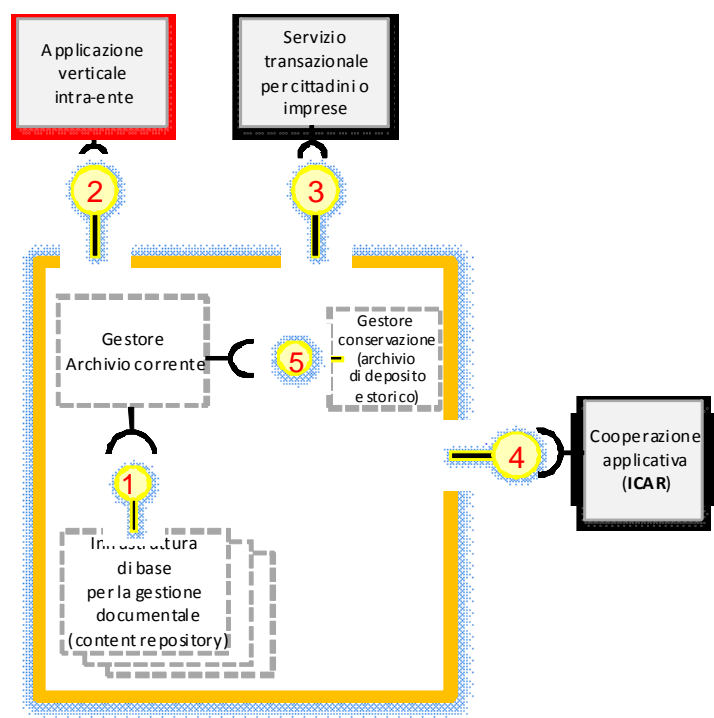 Applicazione
verticale
intra-ente
Servizio
transazionale
per cittadini o
imprese
2
3
Gestore
Archivio corrente
5
Gestore
conservazione
(archivio
di deposito
e storico)
4
Cooperazione
applicativa
(ICAR)
1
Infrastruttura
di base
per la gestione
documentale
(content repository)